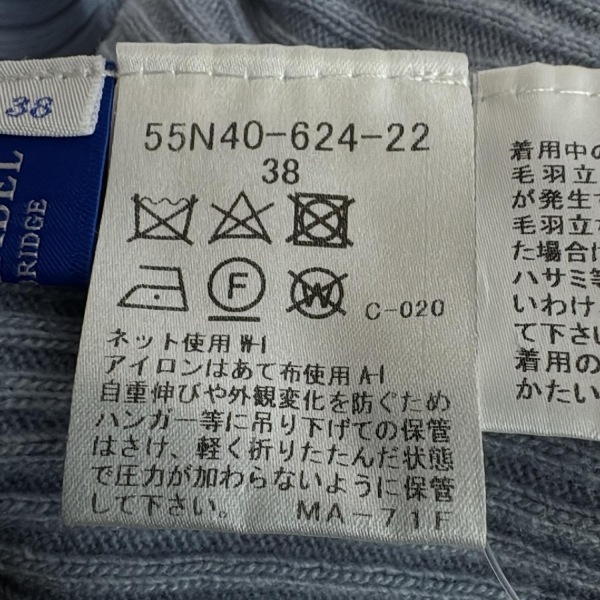 38
BEL
RIDGE
55N40-624-22
38
F
W
C-020
ネット使用 W-1
アイロンはあて布使用 A-1
自重伸びや外観変化を防ぐため
ハンガー等に吊り下げての保管
はさけ、軽く折りたたんだ状態
で圧力が加わらないように保管
して下さい。 MA-71F
着用中の
毛羽立
が発生
毛羽立
た場合
ハサミ等
いわけ
て下さい
着用の
かたい